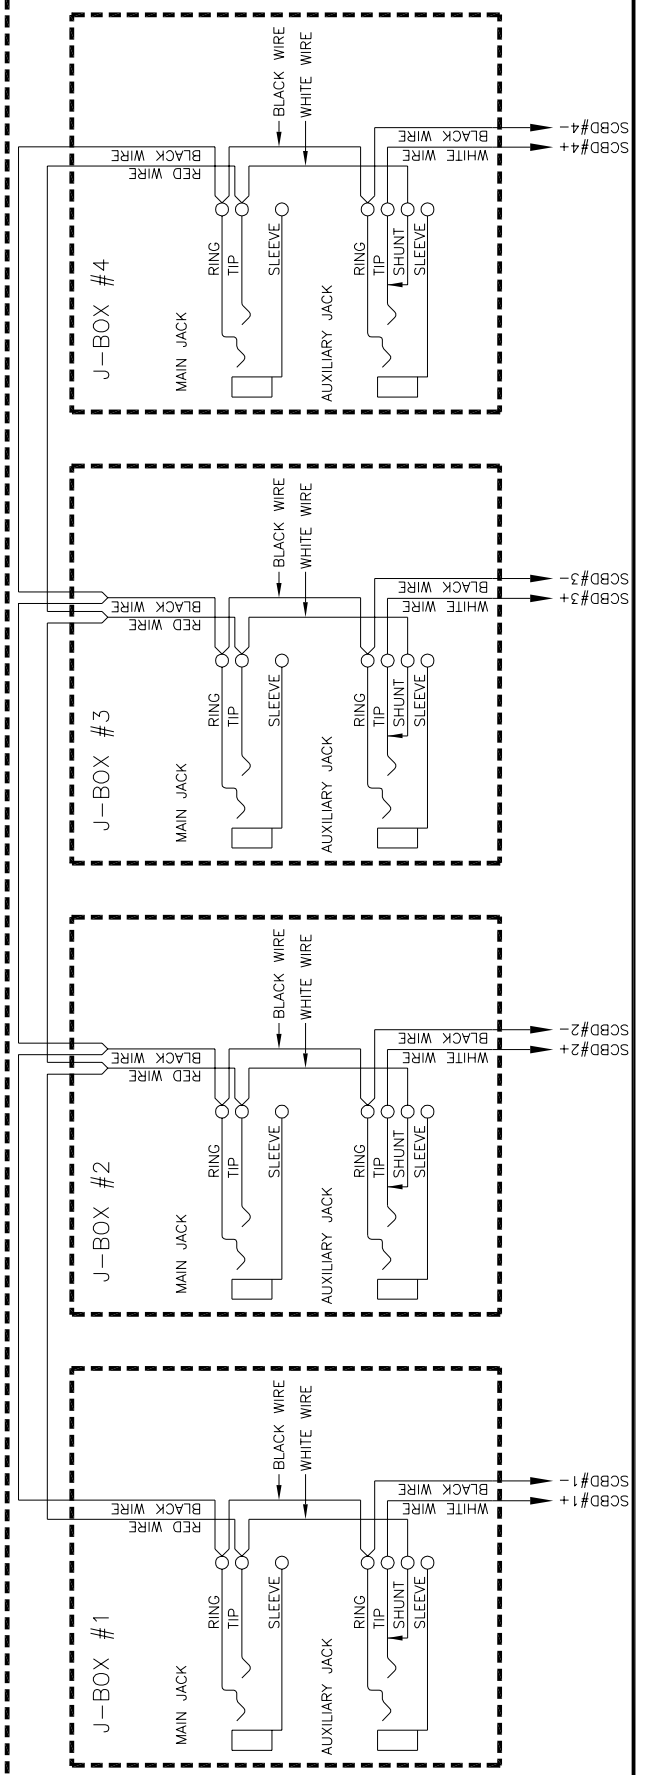 BLACK WIRE
WHITE WIRE
BLACK WIRE
RED WIRE
BLACK WIRE
WHITE WIRE
SCBD#4-
SCBD#4+
J-BOX #4
MAIN JACK
RING
TIP
SLEEVE
AUXILIARY JACK
RING
TIP
SHUNT
SLEEVE
BLACK WIRE
WHITE WIRE
BLACK WIRE
RED WIRE
BLACK WIRE
WHITE WIRE
SCBD#3-
SCBD#3+
J-BOX #3
MAIN JACK
RING
TIP
SLEEVE
AUXILIARY JACK
RING
TIP
SHUNT
SLEEVE
BLACK WIRE
WHITE WIRE
BLACK WIRE
RED WIRE
BLACK WIRE
WHITE WIRE
SCBD#2-
SCBD#2+
J-BOX #2
MAIN JACK
RING
TIP
SLEEVE
AUXILIARY JACK
RING
TIP
SHUNT
SLEEVE
BLACK WIRE
WHITE WIRE
BLACK WIRE
RED WIRE
BLACK WIRE
WHITE WIRE
SCBD#1-
SCBD#1+
J-BOX #1
MAIN JACK
RING
TIP
SLEEVE
AUXILIARY JACK
RING
TIP
SHUNT
SLEEVE